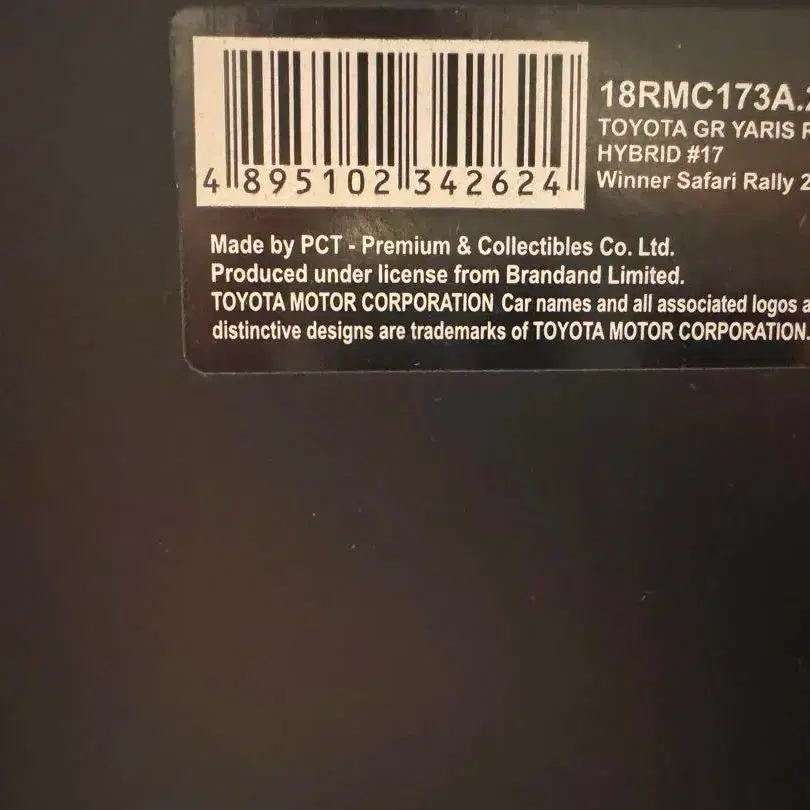 18RMC173A.
TOYOTA GR YARIS
HYBRID #17
Winner Safari Rally
4 895102 342624
Made by PCT - Premium & Collectibles Co. Ltd.
Produced under license from Brandand Limited.
TOYOTA MOTOR CORPORATION Car names and all associated logos
distinctive designs are trademarks of TOYOTA MOTOR CORPORATION.